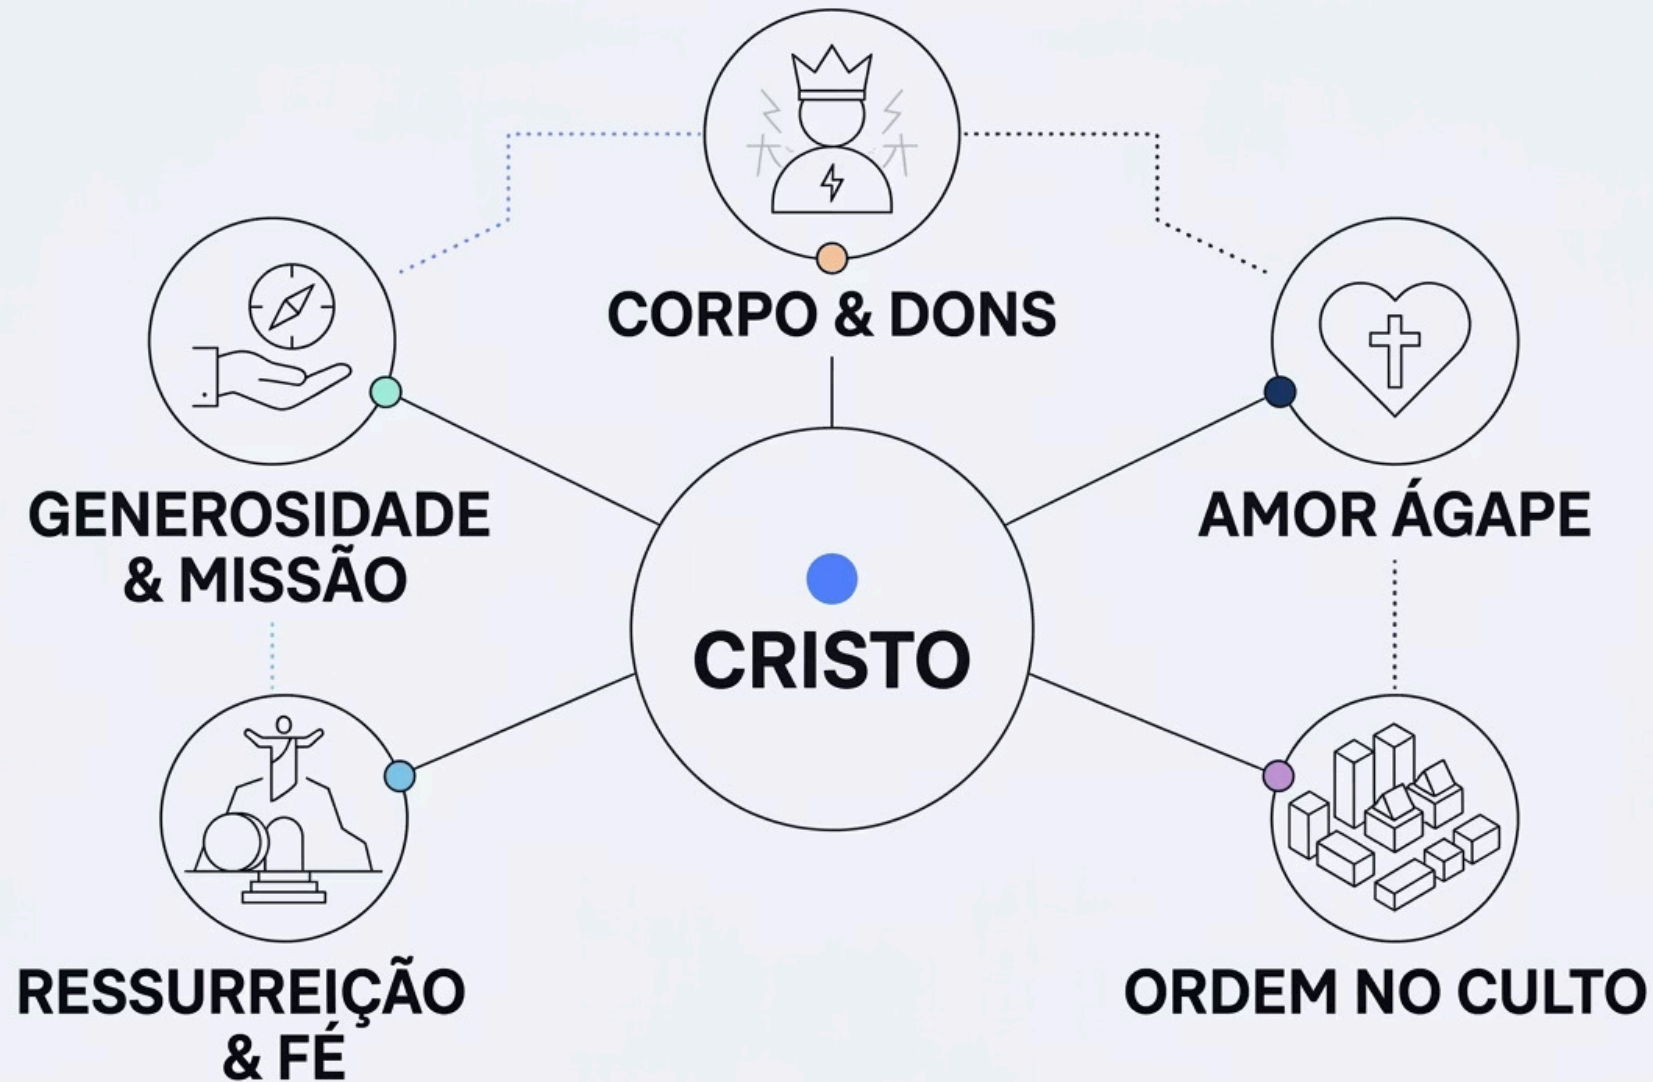 CORPO & DONS
GENEROSIDADE
& MISSÃO
AMOR ÁGAPE
CRISTO
RESSURREIÇÃO
& FÉ
ORDEM NO CULTO